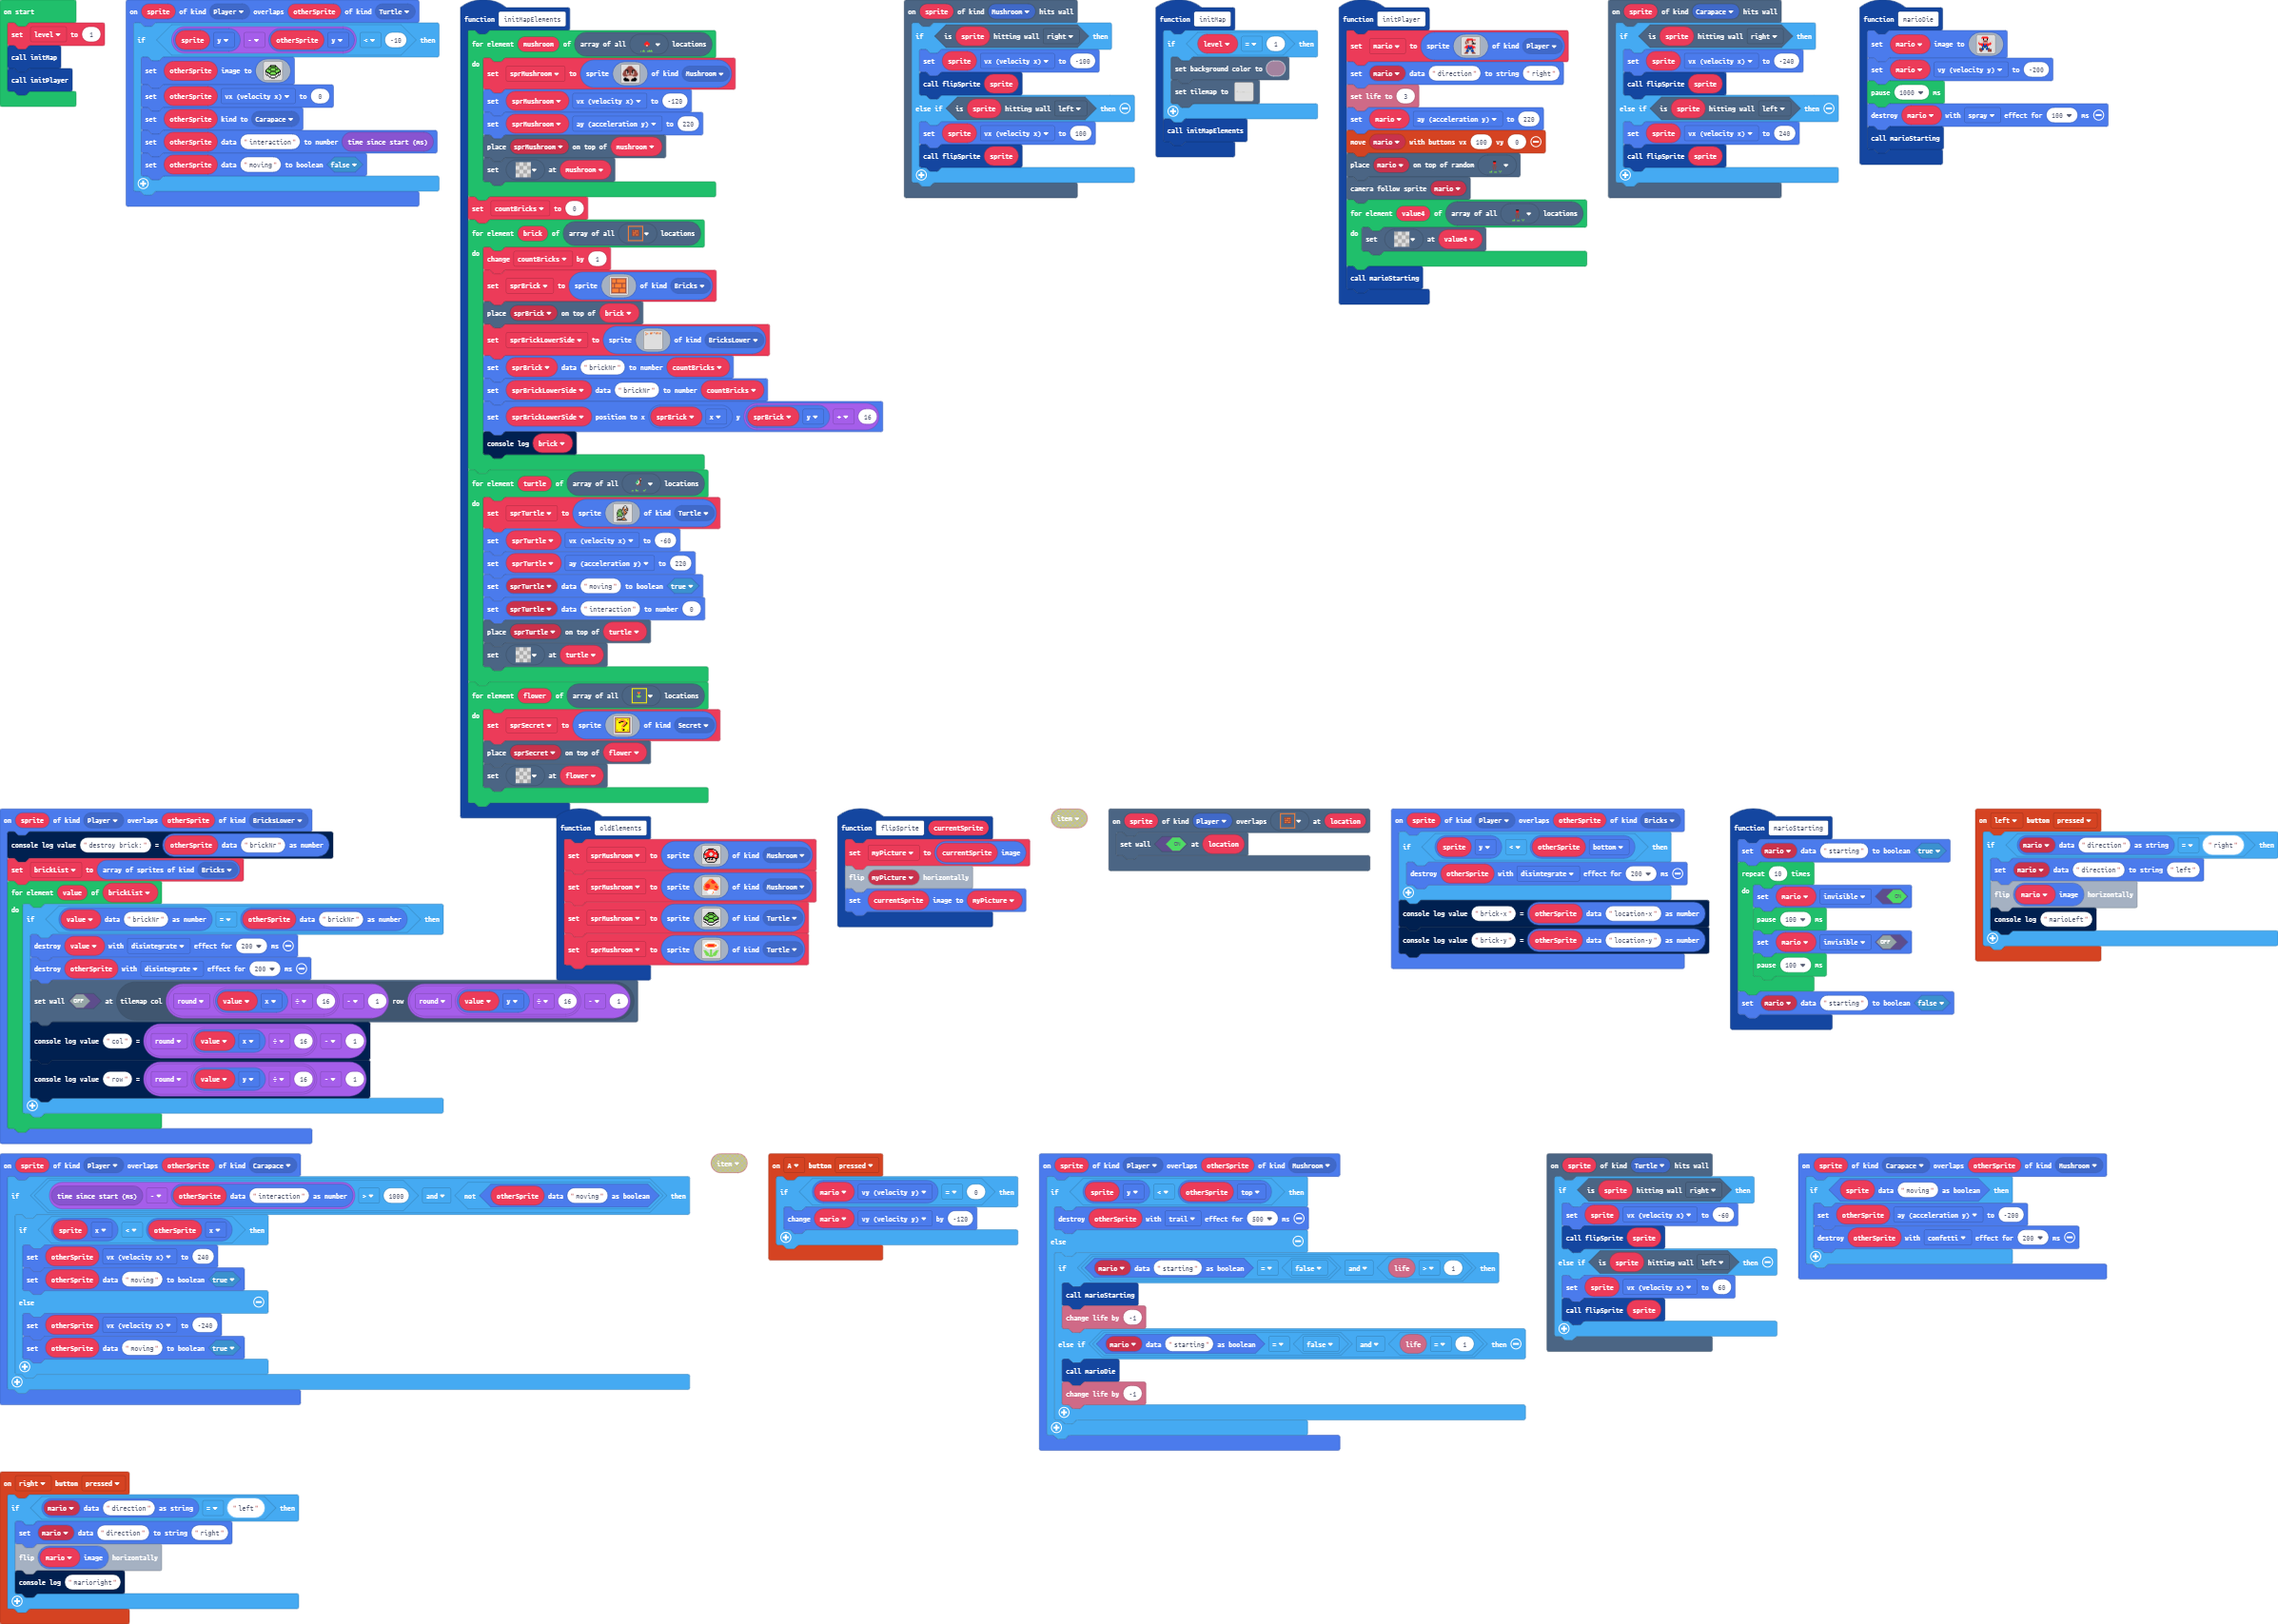 on start
set level to 1
call initMap
call initPlayer
on sprite of kind Player overlaps otherSprite of kind Turtle
if sprite y - otherSprite y < -10 then
set otherSprite image to
set otherSprite vx (velocity x) to 0
set otherSprite kind to Carapace
set otherSprite data "interaction" to number time since start (ms)
set otherSprite data "moving" to boolean false
function initMapElements
for element mushroom of array of all locations
do
set sprMushroom to sprite of kind Mushroom
set sprMushroom vx (velocity x) to -120
set sprMushroom ay (acceleration y) to 220
place sprMushroom on top of mushroom
set at mushroom
set countBricks to 0
for element brick of array of all locations
do
change countBricks by 1
set sprBrick to sprite of kind Bricks
place sprBrick on top of brick
set sprBrickLowerSide to sprite of kind BricksLower
set sprBrick data "brickNr" to number countBricks
set sprBrickLowerSide data "brickNr" to number countBricks
set sprBrickLowerSide position to x sprBrick x y sprBrick y + 16
console log brick
for element turtle of array of all locations
do
set sprTurtle to sprite of kind Turtle
set sprTurtle vx (velocity x) to -60
set sprTurtle ay (acceleration y) to 220
set sprTurtle data "moving" to boolean true
set sprTurtle data "interaction" to number 0
place sprTurtle on top of turtle
set at turtle
for element flower of array of all locations
do
set sprSecret to sprite of kind Secret
place sprSecret on top of flower
set at flower
on sprite of kind Mushroom hits wall
if is sprite hitting wall right then
set sprite vx (velocity x) to -100
call flipSprite sprite
else if is sprite hitting wall left then
set sprite vx (velocity x) to 100
call flipSprite sprite
function initMap
if level = 1 then
set background color to
set tilemap to
call initMapElements
function initPlayer
set mario to sprite of kind Player
set mario data "direction" to string "right"
set life to 3
set mario ay (acceleration y) to 220
move mario with buttons vx 100 vy 0
place mario on top of random
camera follow sprite mario
for element value4 of array of all locations
do set at value4
call marioStarting
on sprite of kind Carapace hits wall
if is sprite hitting wall right then
set sprite vx (velocity x) to -240
call flipSprite sprite
else if is sprite hitting wall left then
set sprite vx (velocity x) to 240
call flipSprite sprite
function marioDie
set mario image to
set mario vy (velocity y) to -200
pause 1000 ms
destroy mario with spray effect for 100 ms
call marioStarting
on sprite of kind Player overlaps otherSprite of kind BricksLower
console log value "destroy brick:" = otherSprite data "brickNr" as number
set brickList to array of sprites of kind Bricks
for element value of brickList
do
if value data "brickNr" as number = otherSprite data "brickNr" as number then
destroy value with disintegrate effect for 200 ms
destroy otherSprite with disintegrate effect for 200 ms
set wall OFF at tilemap col round value x ÷ 16 - 1 row round value y ÷ 16 - 1
console log value "col" = round value x ÷ 16 - 1
console log value "row" = round value y ÷ 16 - 1
function oldElements
set sprMushroom to sprite of kind Mushroom
set sprMushroom to sprite of kind Mushroom
set sprMushroom to sprite of kind Turtle
set sprMushroom to sprite of kind Turtle
function flipSprite currentSprite
set myPicture to currentSprite image
flip myPicture horizontally
set currentSprite image to myPicture
item
on sprite of kind Player overlaps at location
set wall ON at location
on sprite of kind Player overlaps otherSprite of kind Bricks
if sprite y < otherSprite bottom then
destroy otherSprite with disintegrate effect for 200 ms
console log value "brick-x" = otherSprite data "location-x" as number
console log value "brick-y" = otherSprite data "location-y" as number
function marioStarting
set mario data "starting" to boolean true
repeat 10 times
do set mario invisible ON
pause 100 ms
set mario invisible OFF
pause 100 ms
set mario data "starting" to boolean false
on left button pressed
if mario data "direction" as string = "right" then
set mario data "direction" to string "left"
flip mario image horizontally
console log "marioLeft"
on sprite of kind Player overlaps otherSprite of kind Carapace
if time since start (ms) - otherSprite data "interaction" as number > 1000 and not otherSprite data "moving" as boolean then
if sprite x < otherSprite x then
set otherSprite vx (velocity x) to 240
set otherSprite data "moving" to boolean true
else
set otherSprite vx (velocity x) to -240
set otherSprite data "moving" to boolean true
item
on A button pressed
if mario vy (velocity y) = 0 then
change mario vy (velocity y) by -120
on sprite of kind Player overlaps otherSprite of kind Mushroom
if sprite y < otherSprite top then
destroy otherSprite with trail effect for 500 ms
else
if mario data "starting" as boolean = false and life > 1 then
call marioStarting
change life by -1
else if mario data "starting" as boolean = false and life = 1 then
call marioDie
change life by -1
on sprite of kind Turtle hits wall
if is sprite hitting wall right then
set sprite vx (velocity x) to -60
call flipSprite sprite
else if is sprite hitting wall left then
set sprite vx (velocity x) to 60
call flipSprite sprite
on sprite of kind Carapace overlaps otherSprite of kind Mushroom
if sprite data "moving" as boolean then
set otherSprite ay (acceleration y) to -200
destroy otherSprite with confetti effect for 200 ms
on right button pressed
if mario data "direction" as string = "left" then
set mario data "direction" to string "right"
flip mario image horizontally
console log "marioright"